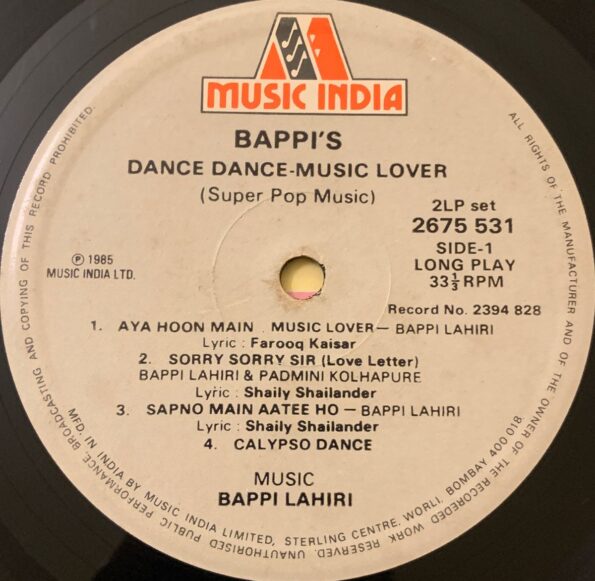 MUSIC INDIA
BAPPI'S
DANCE DANCE-MUSIC LOVER
(Super Pop Music)
2LP set
2675 531
SIDE-1
LONG PLAY
33⅓ RPM
℗ 1985
MUSIC INDIA LTD.
Record No. 2394 828
1. AYA HOON MAIN . MUSIC LOVER — BAPPI LAHIRI
Lyric : Farooq Kaisar
2. SORRY SORRY SIR (Love Letter)
BAPPI LAHIRI & PADMINI KOLHAPURE
Lyric : Shaily Shailander
3. SAPNO MAIN AATEE HO — BAPPI LAHIRI
Lyric : Shaily Shailander
4. CALYPSO DANCE
MUSIC
BAPPI LAHIRI
MFD. IN INDIA BY MUSIC INDIA LIMITED, STERLING CENTRE, WORLI, BOMBAY 400 018.
ALL RIGHTS OF THE MANUFACTURER AND OF THE OWNER OF THE RECORDED WORK RESERVED. UNAUTHORISED PUBLIC PERFORMANCE, BROADCASTING AND COPYING OF THIS RECORD PROHIBITED.